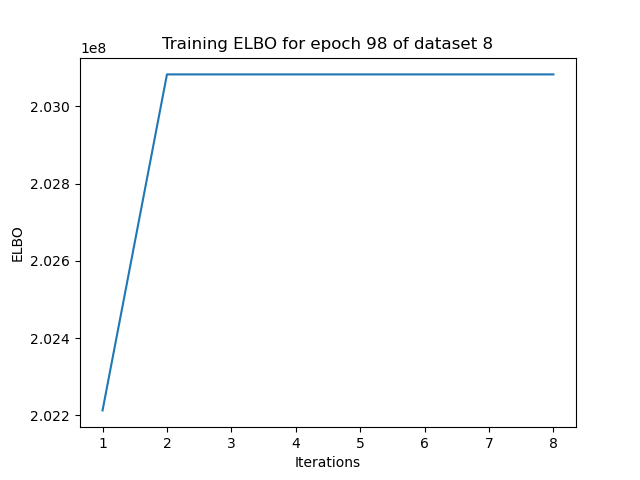 Training ELBO for epoch 98 of dataset 8
1e8
2.030
2.028
2.026
2.024
2.022
ELBO
1 2 3 4 5 6 7 8
Iterations